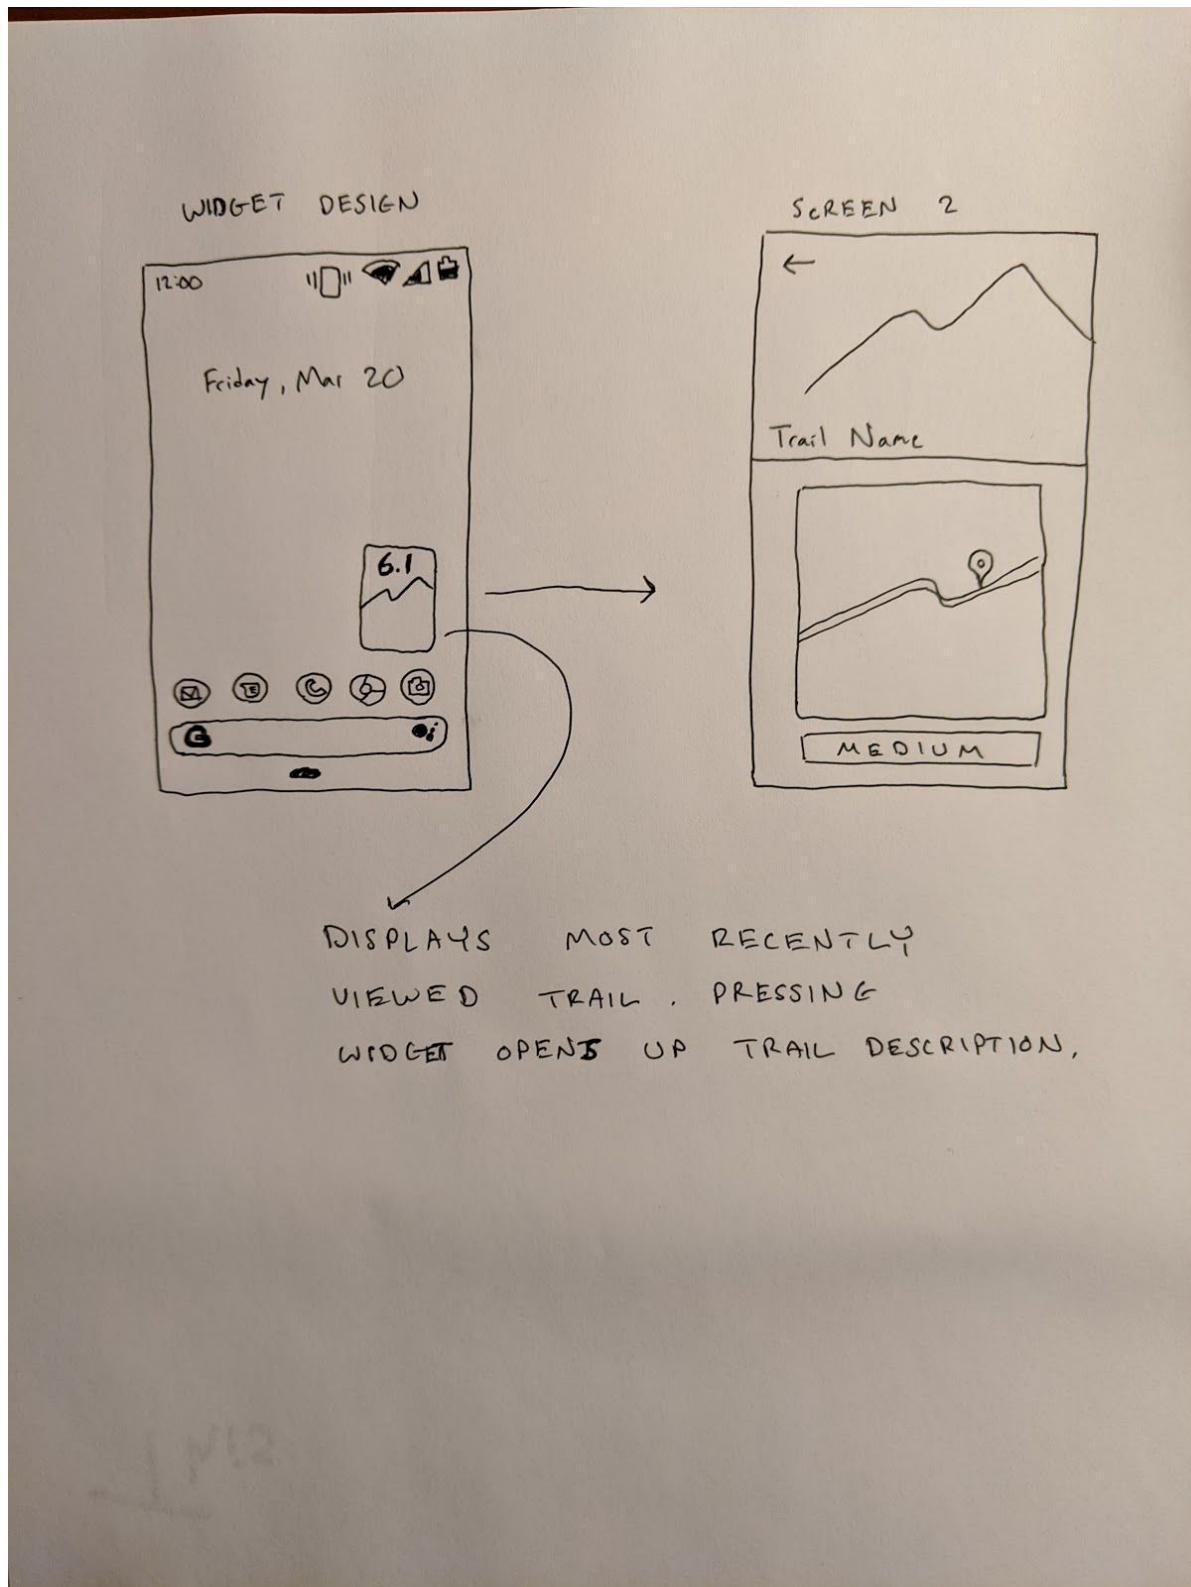 WIDGET DESIGN
12:00
Friday, Mar 20
6.1
G
SCREEN 2
Trail Name
MEDIUM
DISPLAYS MOST RECENTLY
VIEWED TRAIL. PRESSING
WIDGET OPENS UP TRAIL DESCRIPTION.